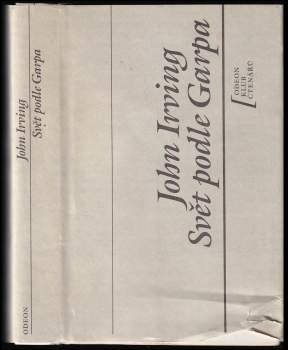 John Irving
Svět podle Garpa
ODEON
John Irving
Svět podle Garpa
ODEON
KLUB
ČTENÁŘŮ